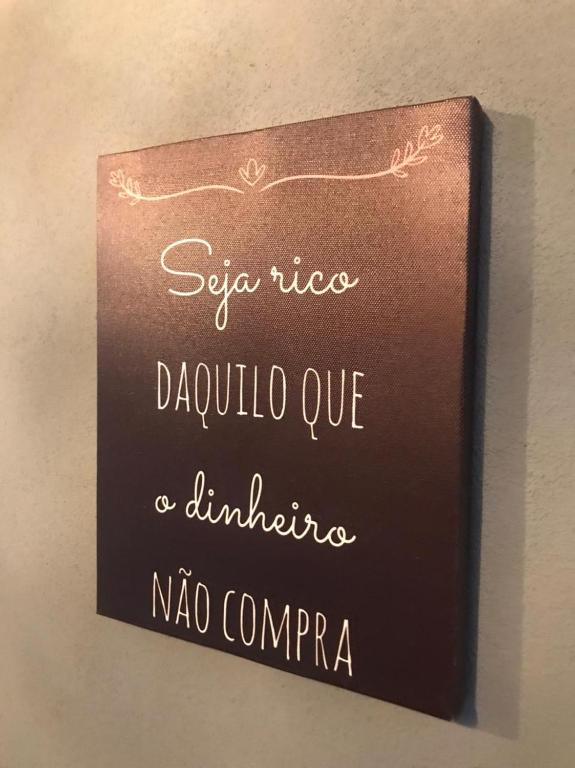 Seja rico
DAQUILO QUE
o dinheiro
NÃO COMPRA